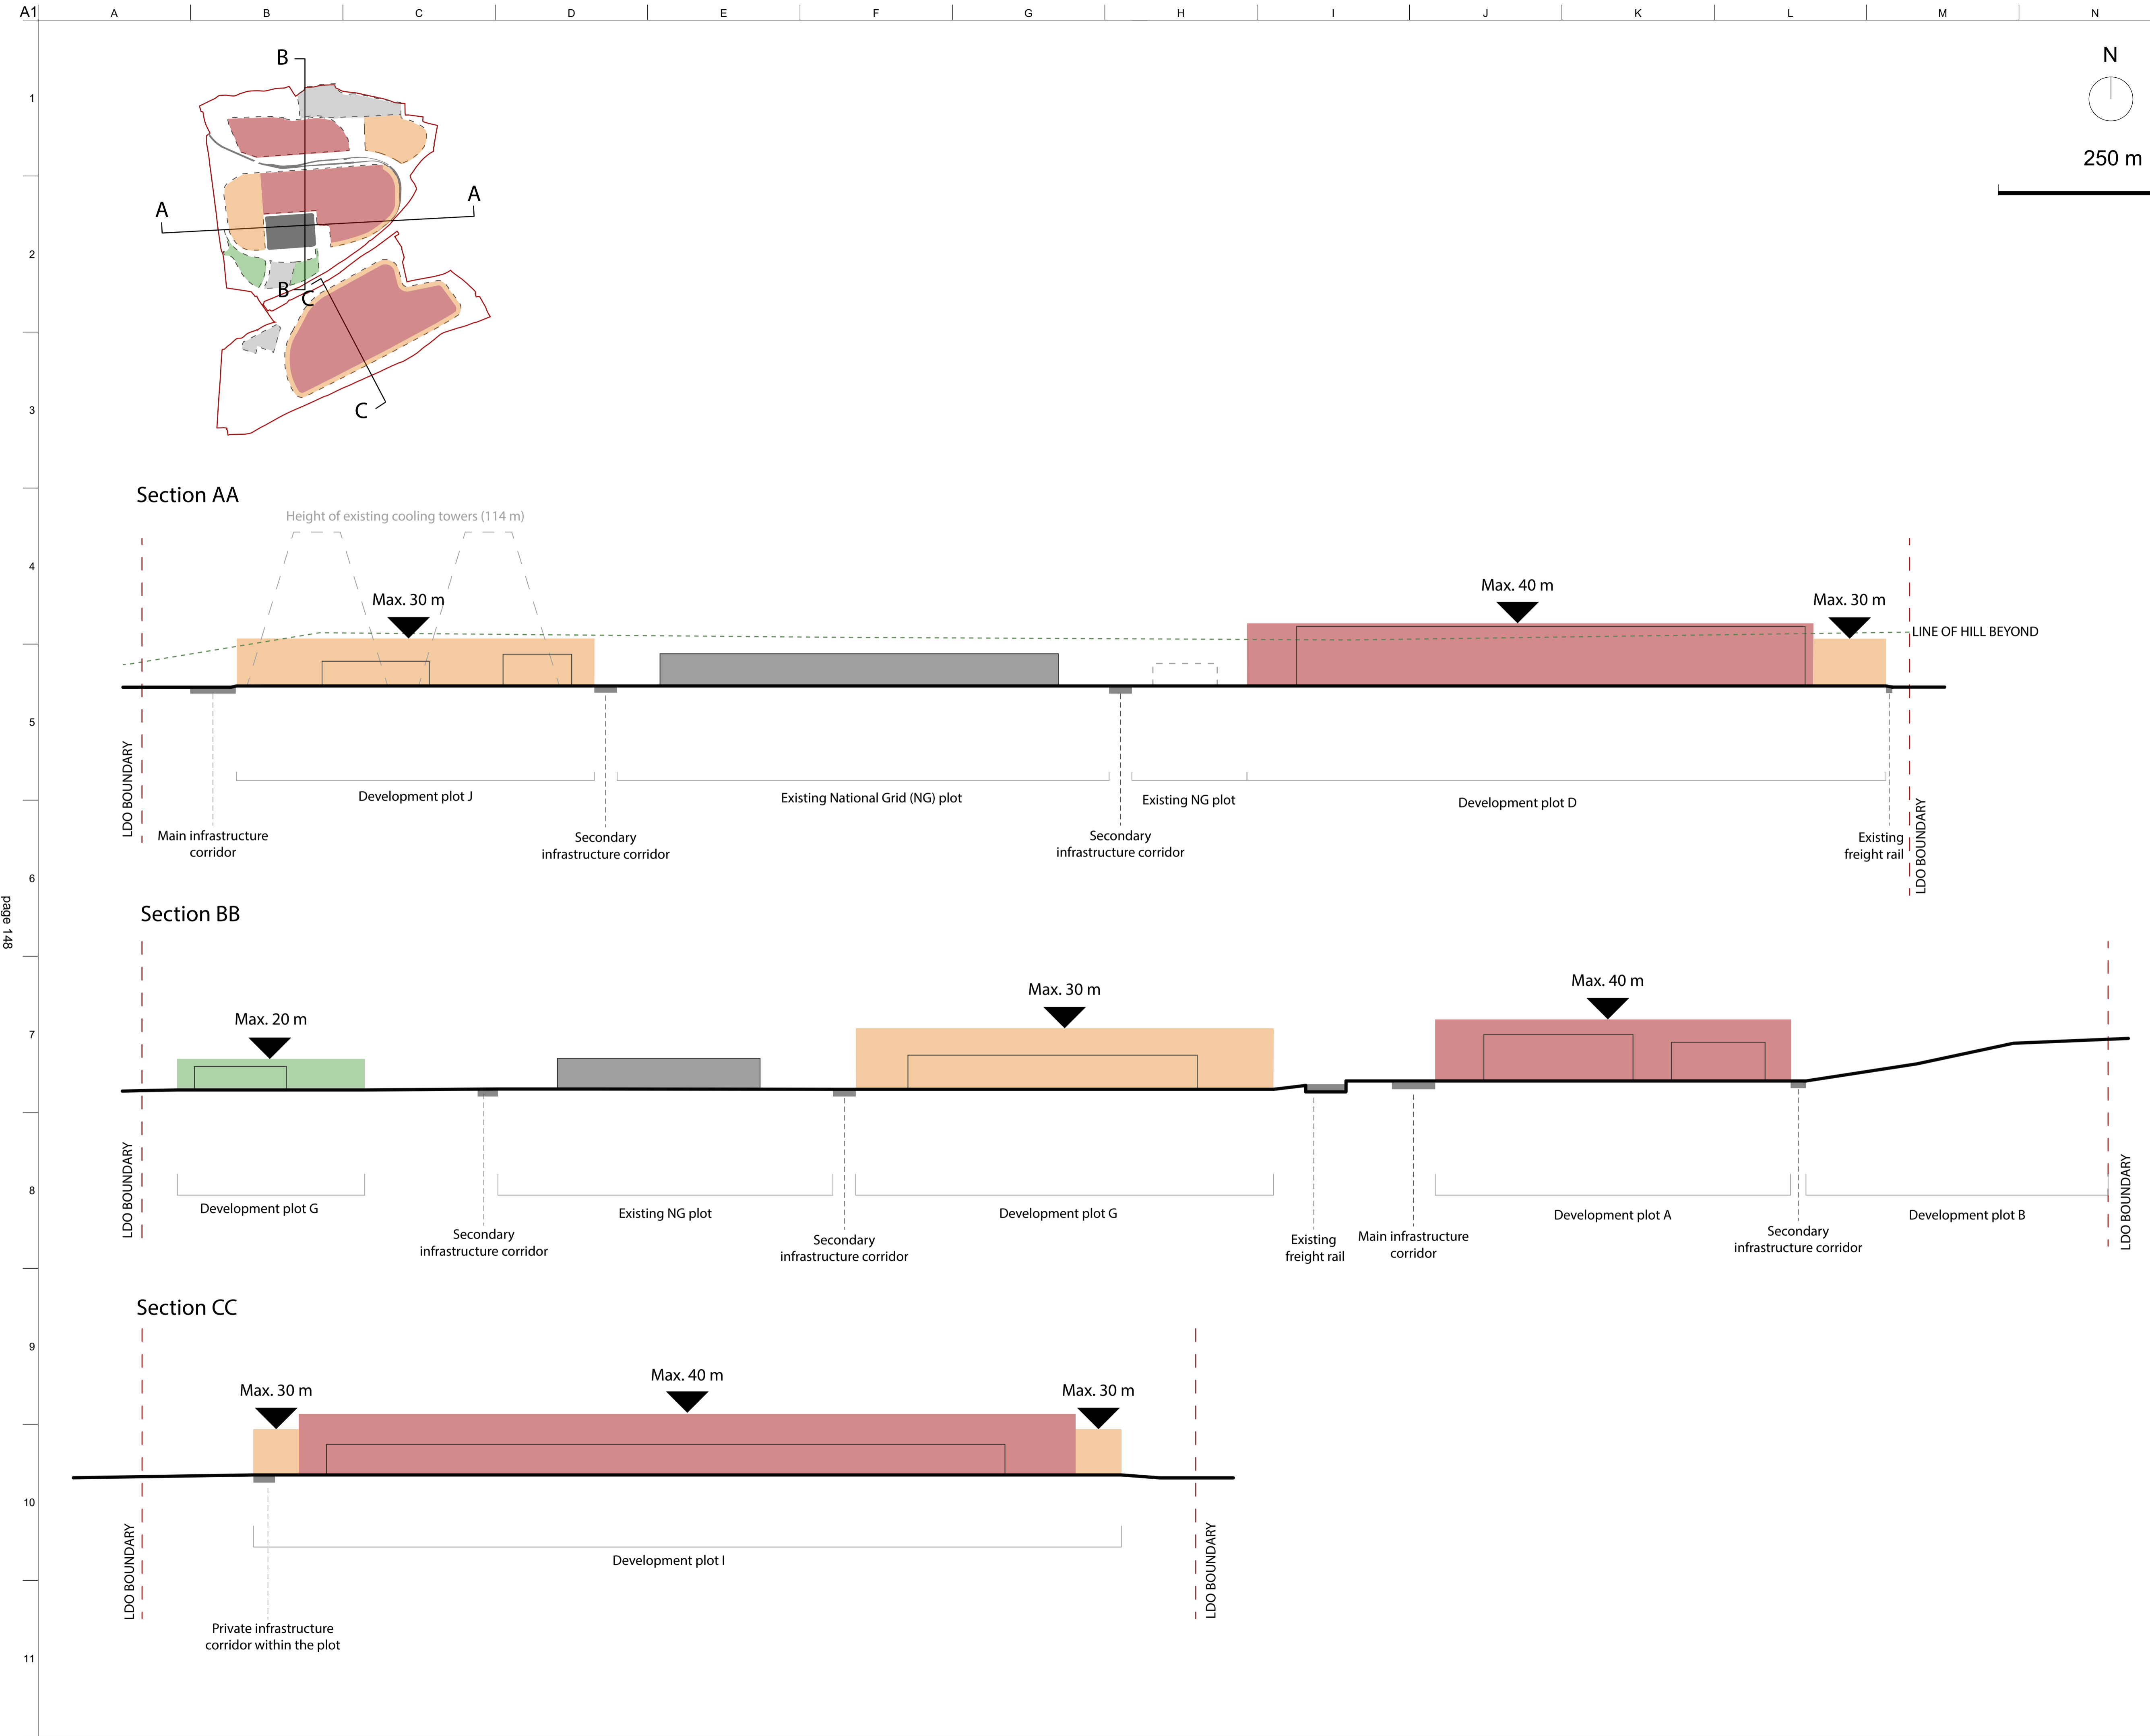 A1
A B C D E F G H I J K L M N
1
2
3
4
5
6
7
8
9
10
11
page 148
N
250 m
B
A
A
B
C
C
Section AA
Height of existing cooling towers (114 m)
Max. 30 m
Max. 40 m
Max. 30 m
LINE OF HILL BEYOND
LDO BOUNDARY
Main infrastructure
corridor
Development plot J
Secondary
infrastructure corridor
Existing National Grid (NG) plot
Secondary
infrastructure corridor
Existing NG plot
Development plot D
Existing
freight rail
LDO BOUNDARY
Section BB
Max. 20 m
Max. 30 m
Max. 40 m
LDO BOUNDARY
Development plot G
Secondary
infrastructure corridor
Existing NG plot
Secondary
infrastructure corridor
Development plot G
Existing
freight rail
Main infrastructure
corridor
Development plot A
Secondary
infrastructure corridor
Development plot B
LDO BOUNDARY
Section CC
Max. 30 m
Max. 40 m
Max. 30 m
LDO BOUNDARY
Development plot I
Private infrastructure
corridor within the plot
LDO BOUNDARY